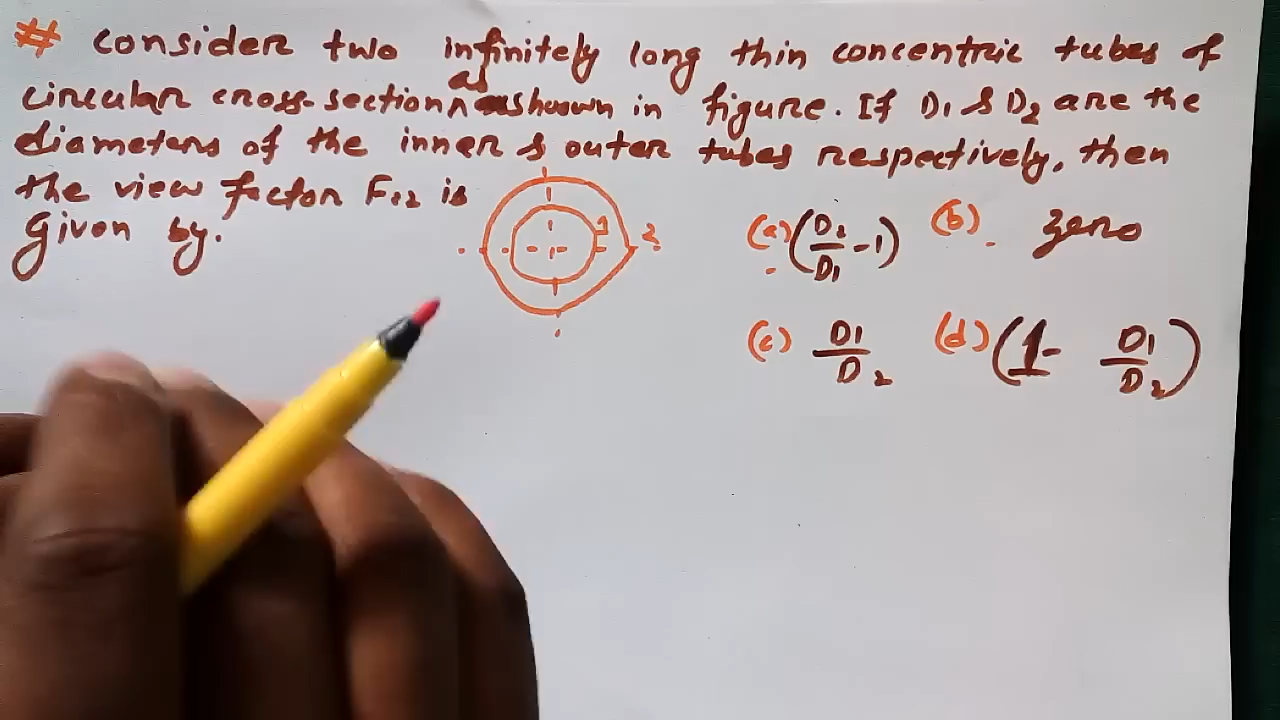 # consider two infinitely long thin concentric tubes of
circular cross-section as shown in figure. If D1 & D2 are the
diameters of the inner & outer tubes respectively, then
the view factor F12 is
given by.
1 2
(a) (D2/D1 - 1) (b) zero
(c) D1/D2 (d) (1 - D1/D2)